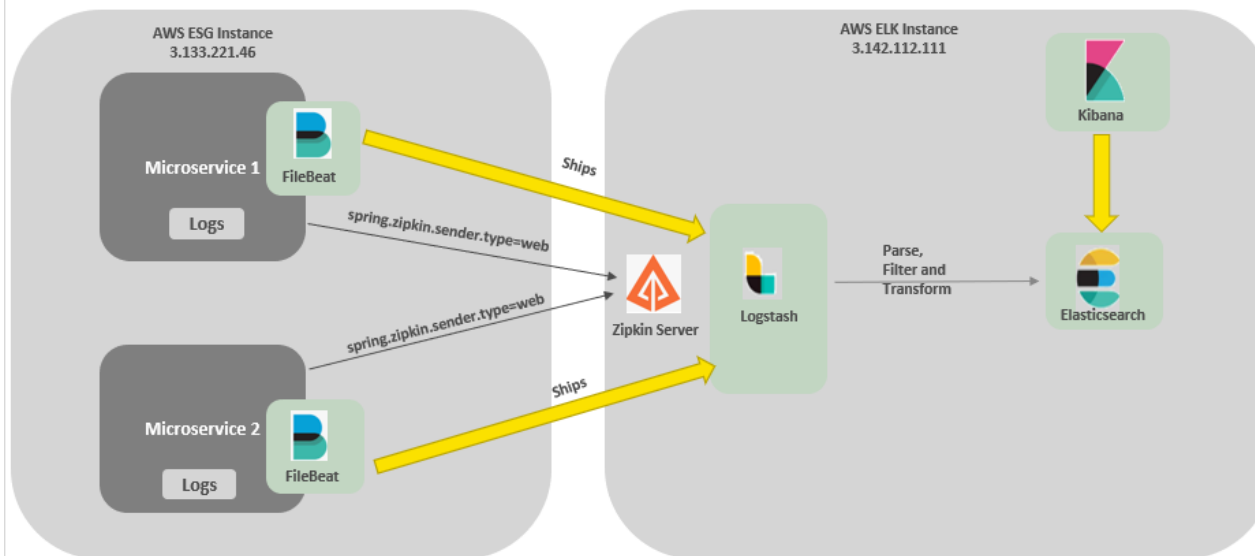 AWS ESG Instance
3.133.221.46
Microservice 1
FileBeat
Logs
Microservice 2
FileBeat
Logs
Ships
spring.zipkin.sender.type=web
spring.zipkin.sender.type=web
Ships
AWS ELK Instance
3.142.112.111
Zipkin Server
Logstash
Parse,
Filter and
Transform
Kibana
Elasticsearch